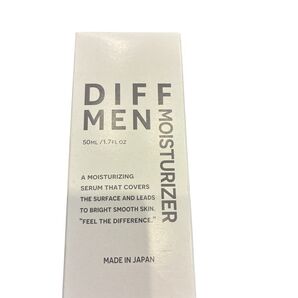 DIFF
MEN
MOISTURIZER
50ML / 1.7FL OZ
A MOISTURIZING
SERUM THAT COVERS
THE SURFACE AND LEADS
TO BRIGHT SMOOTH SKIN.
"FEEL THE DIFFERENCE."
MADE IN JAPAN